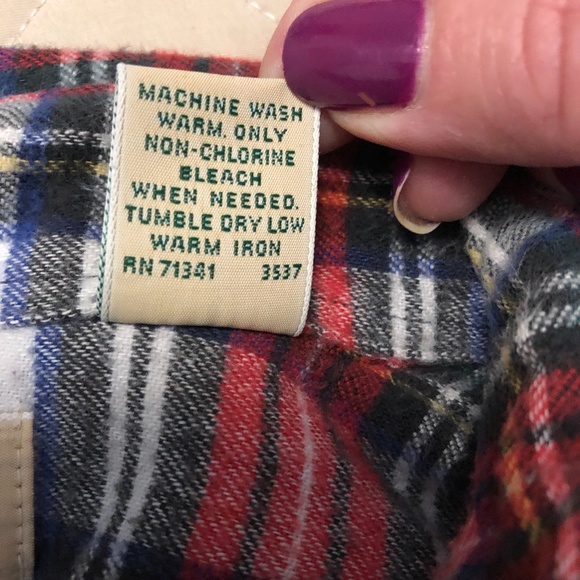 MACHINE WASH
WARM. ONLY
NON-CHLORINE
BLEACH
WHEN NEEDED.
TUMBLE DRY LOW
WARM IRON
RN 71341 3537